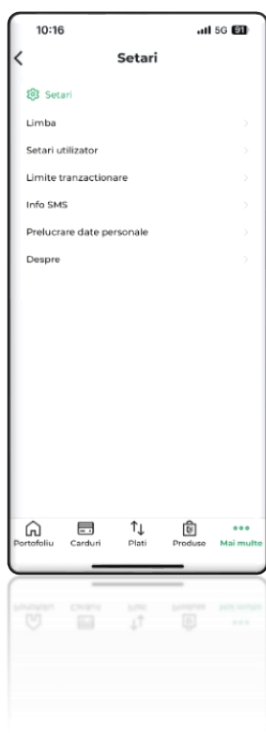 10:16 5G 91
Setari
Setari
Limba
Setari utilizator
Limite tranzactionare
Info SMS
Prelucrare date personale
Despre
Portofoliu Carduri Plati Produse Mai multe